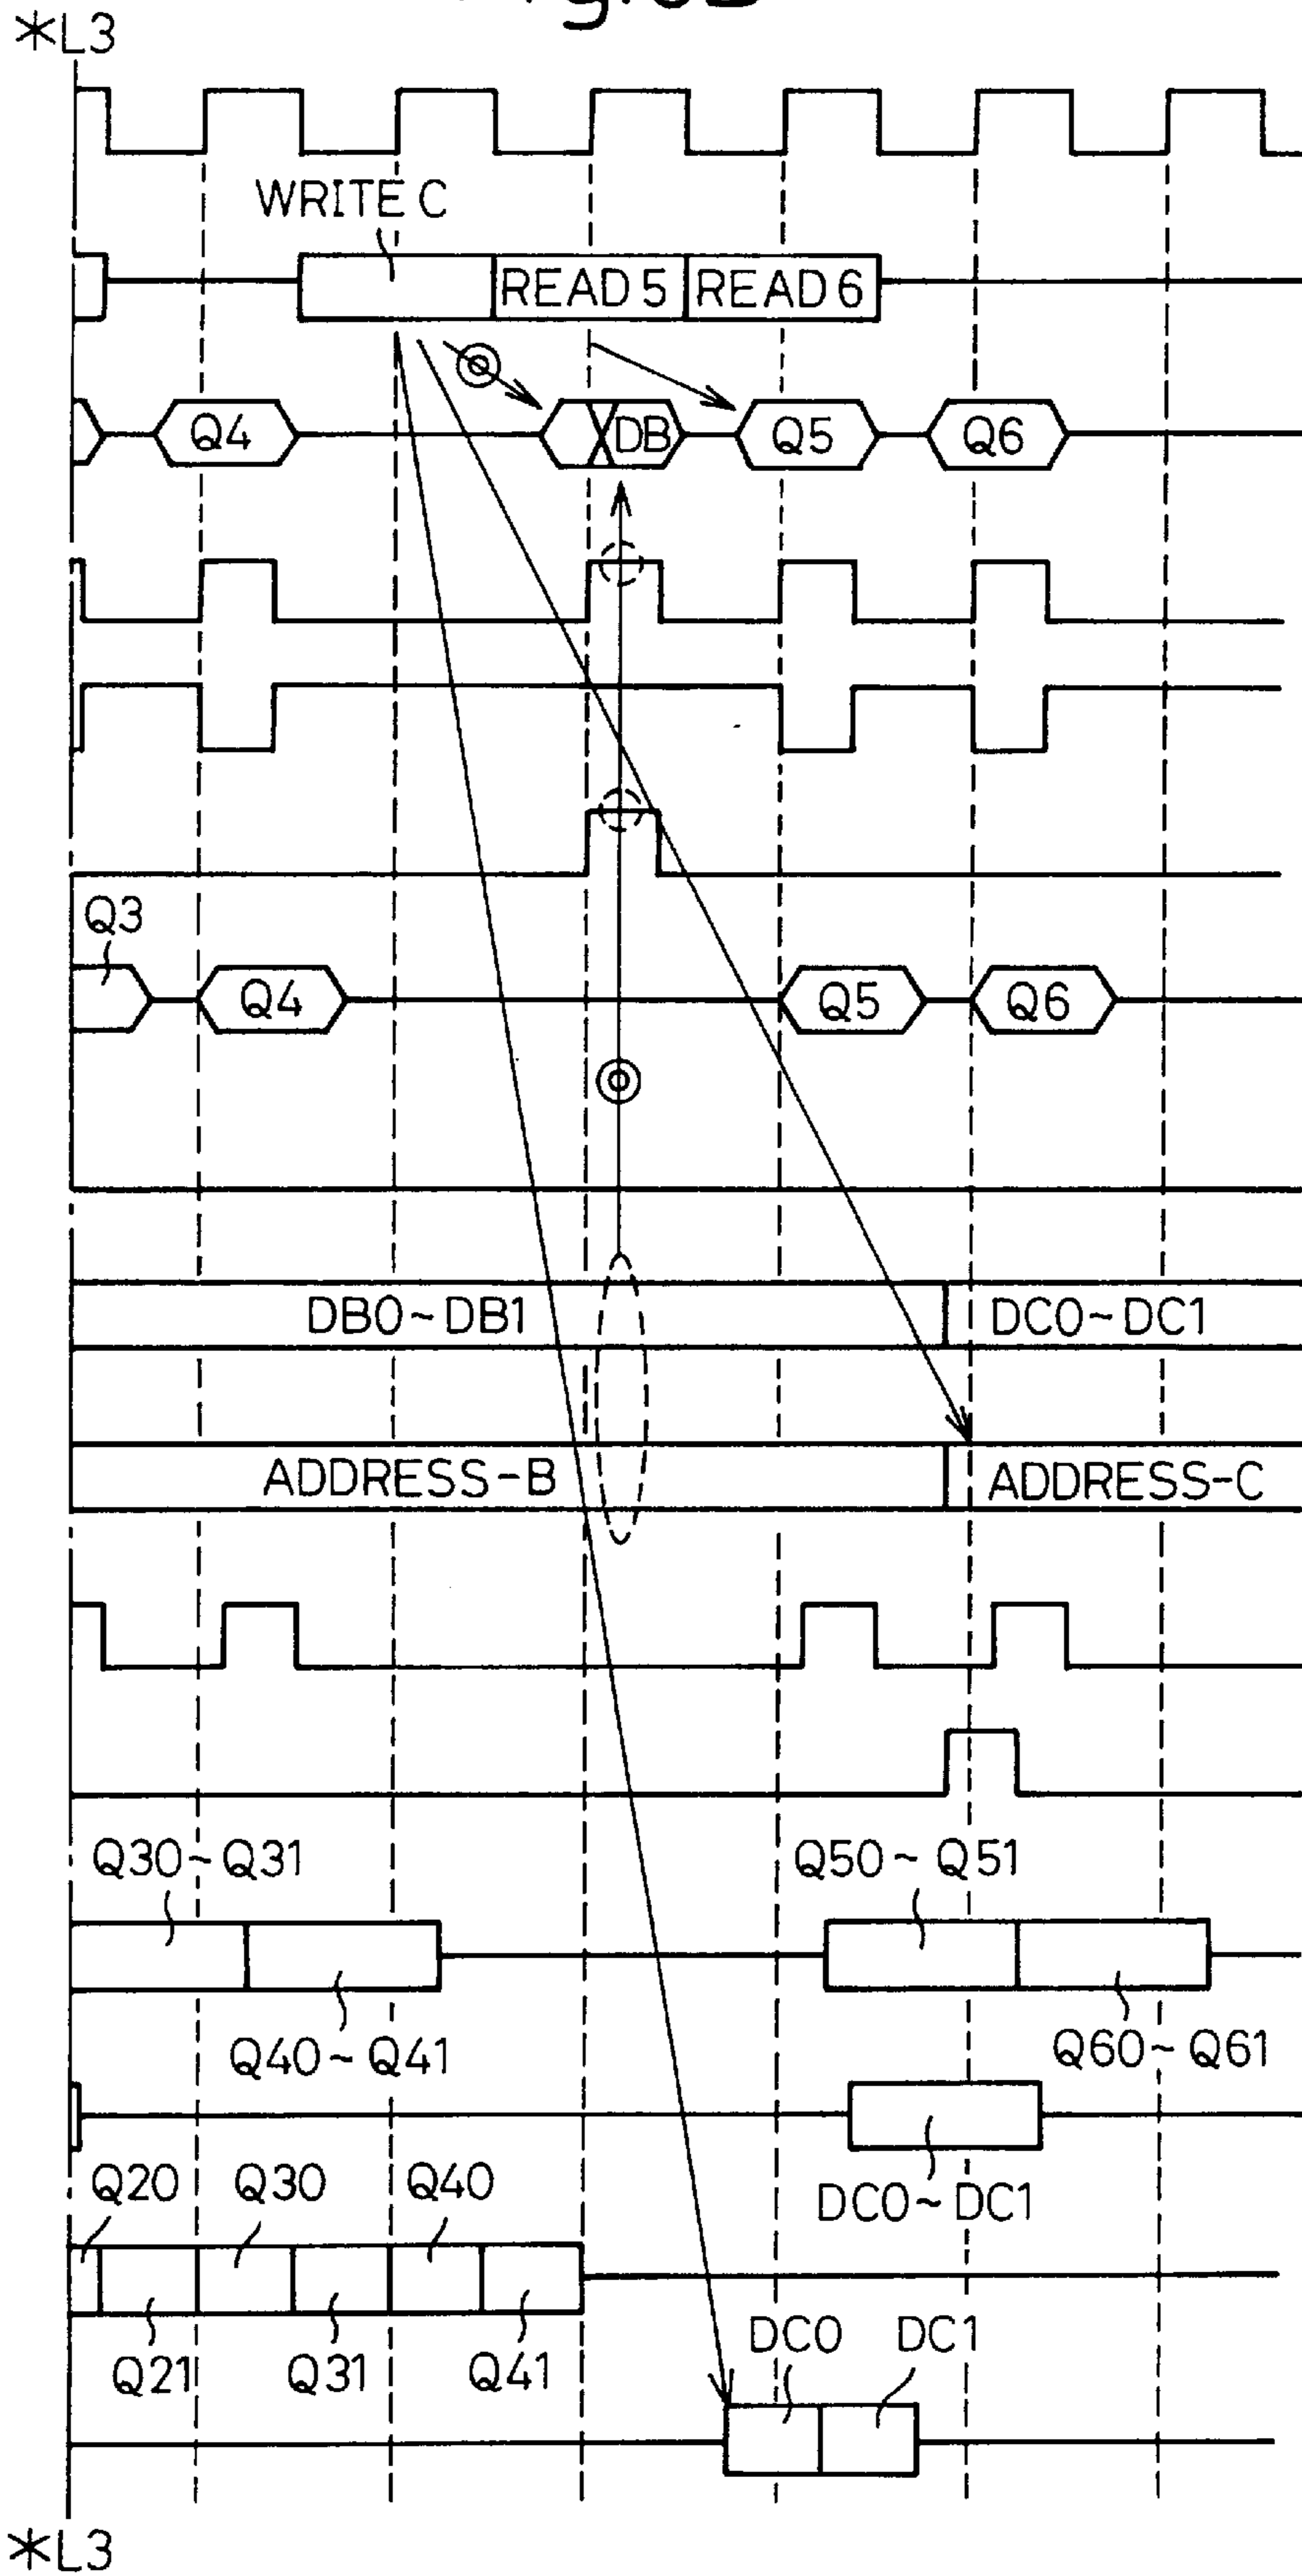 *L3
WRITE C
READ 5 READ 6
Q4 DB Q5 Q6
Q3
Q4 Q5 Q6
DB0~DB1 DC0~DC1
ADDRESS-B ADDRESS-C
Q30~Q31 Q50~Q51
Q40~Q41 Q60~Q61
Q20 Q30 Q40 DC0~DC1
Q21 Q31 Q41 DC0 DC1
*L3